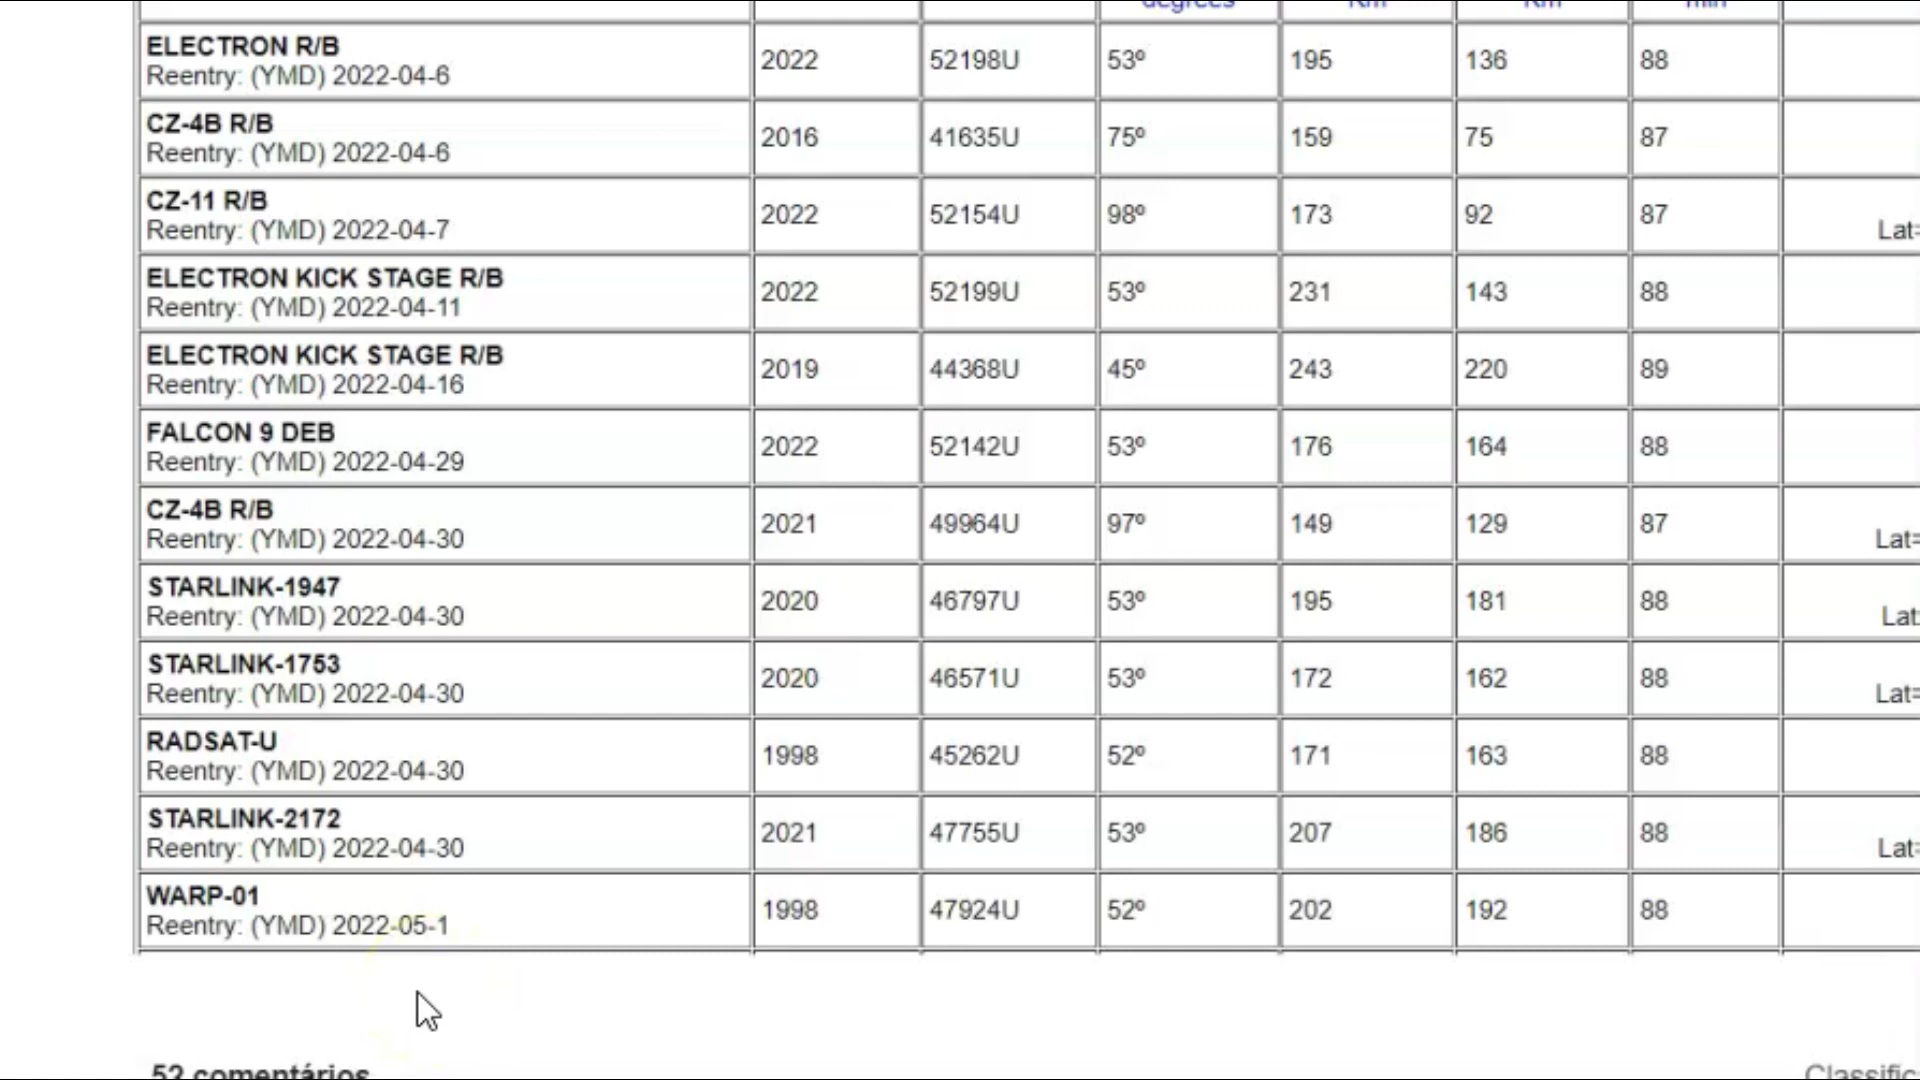 degrees Km Km min
ELECTRON R/B
Reentry: (YMD) 2022-04-6
2022 52198U 53º 195 136 88
CZ-4B R/B
Reentry: (YMD) 2022-04-6
2016 41635U 75º 159 75 87
CZ-11 R/B
Reentry: (YMD) 2022-04-7
2022 52154U 98º 173 92 87
Lat=
ELECTRON KICK STAGE R/B
Reentry: (YMD) 2022-04-11
2022 52199U 53º 231 143 88
ELECTRON KICK STAGE R/B
Reentry: (YMD) 2022-04-16
2019 44368U 45º 243 220 89
FALCON 9 DEB
Reentry: (YMD) 2022-04-29
2022 52142U 53º 176 164 88
CZ-4B R/B
Reentry: (YMD) 2022-04-30
2021 49964U 97º 149 129 87
Lat=
STARLINK-1947
Reentry: (YMD) 2022-04-30
2020 46797U 53º 195 181 88
Lat
STARLINK-1753
Reentry: (YMD) 2022-04-30
2020 46571U 53º 172 162 88
Lat=
RADSAT-U
Reentry: (YMD) 2022-04-30
1998 45262U 52º 171 163 88
STARLINK-2172
Reentry: (YMD) 2022-04-30
2021 47755U 53º 207 186 88
Lat=
WARP-01
Reentry: (YMD) 2022-05-1
1998 47924U 52º 202 192 88
52 comentários
Classific